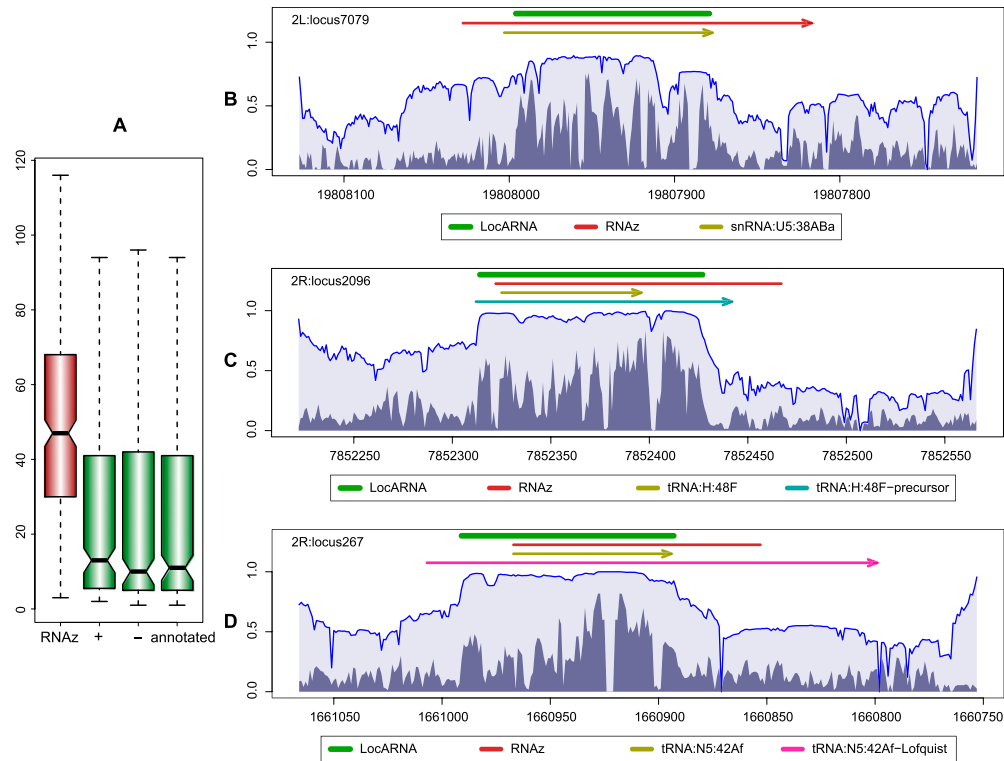 A
120
100
80
60
40
20
0
RNAz + − annotated
B
2L:locus7079
1.0
0.5
0.0
19808100 19808000 19807900 19807800
LocARNA RNAz snRNA:U5:38ABa
C
2R:locus2096
1.0
0.5
0.0
7852250 7852300 7852350 7852400 7852450 7852500 7852550
LocARNA RNAz tRNA:H:48F tRNA:H:48F−precursor
D
2R:locus267
1.0
0.5
0.0
1661050 1661000 1660950 1660900 1660850 1660800 1660750
LocARNA RNAz tRNA:N5:42Af tRNA:N5:42Af−Lofquist